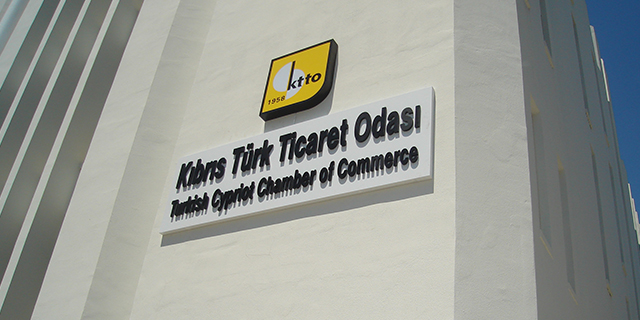 ktto
1958
Kıbrıs Türk Ticaret Odası
Turkish Cypriot Chamber of Commerce